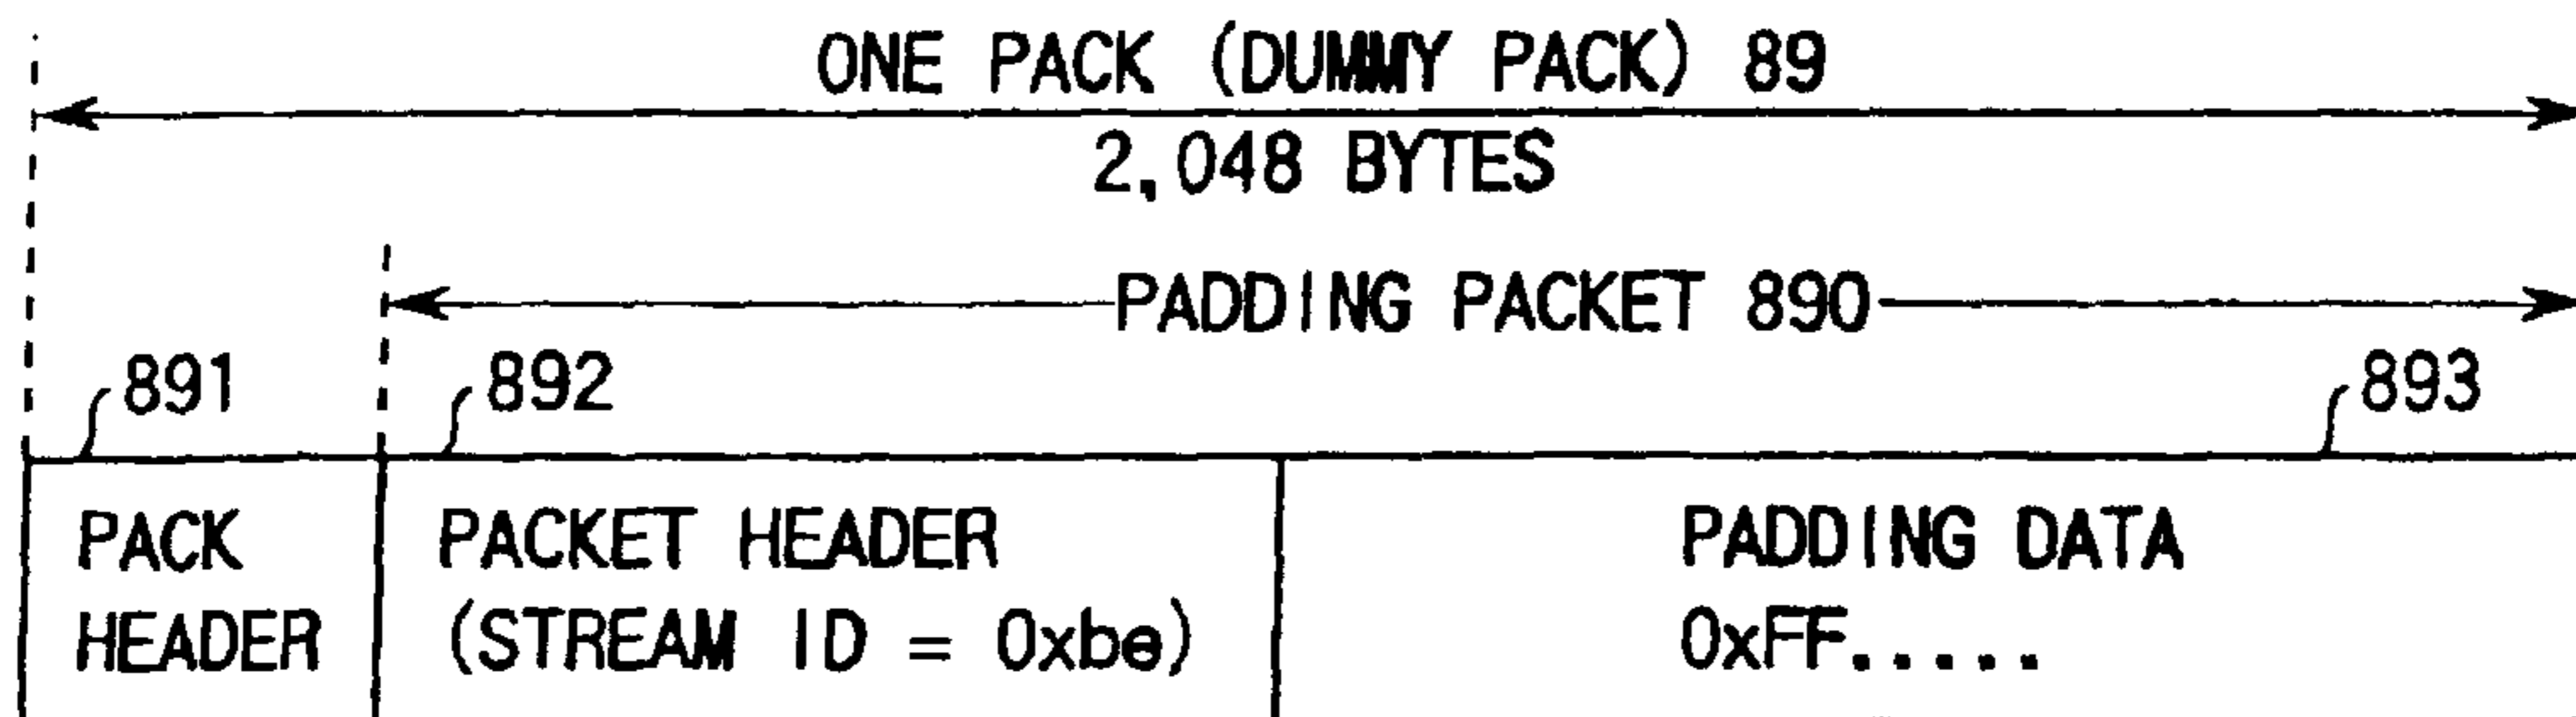 ONE PACK (DUMMY PACK) 89
2,048 BYTES
PADDING PACKET 890
891 892 893
PACK HEADER
PACKET HEADER
(STREAM ID = 0xbe)
PADDING DATA
0xFF.....